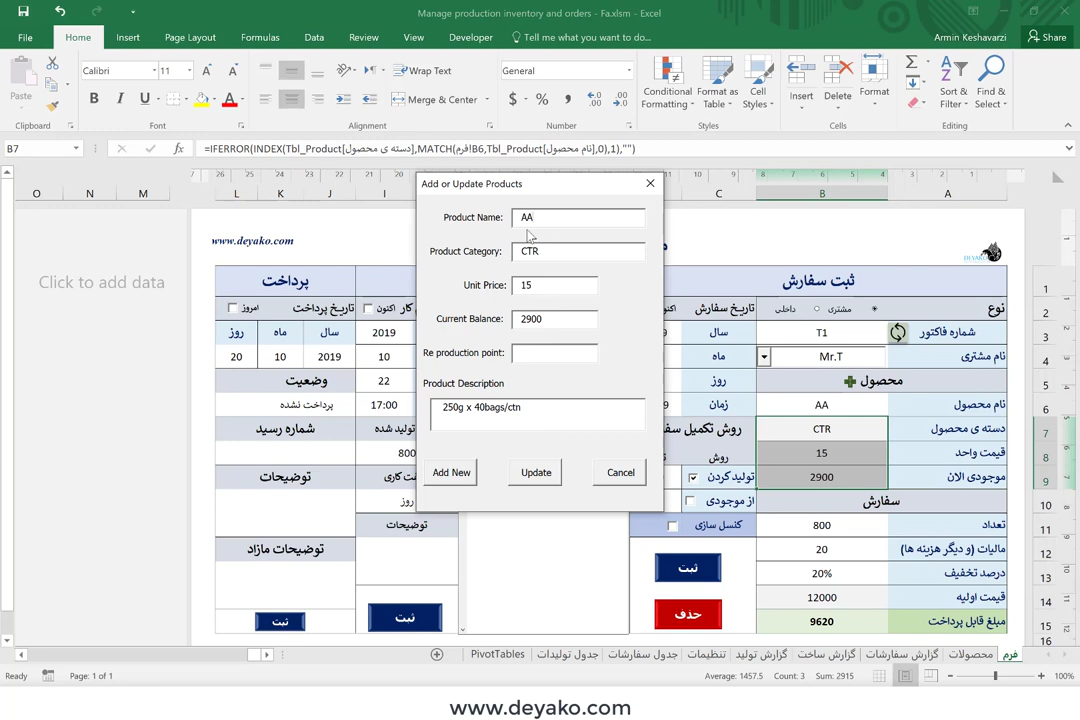 Manage production inventory and orders - Fa.xlsm - Excel
File Home Insert Page Layout Formulas Data Review View Developer Tell me what you want to do... Armin Keshavarzi Share
Paste Calibri 11 Wrap Text General Conditional Formatting Format as Table Cell Styles Insert Delete Format Sort & Filter Find & Select
B I U A Merge & Center $ %
Clipboard Font Alignment Number Styles Cells Editing
B7 =IFERROR(INDEX(Tbl_Product[دسته ی محصول],MATCH(فرم!B6,Tbl_Product[نام محصول],0),1),"")
O N M L K J I C B A
www.deyako.com
Click to add data
پرداخت
ثبت سفارش
امروز
تاریخ پرداخت
اکنون
کار
تاریخ سفارش
داخلی
مشتری
نوع
روز ماه سال 2019
سال T1 شماره فاکتور
20 10 2019 10
ماه Mr.T نام مشتری
وضعیت 22
روز محصول
پرداخت نشده 17:00
زمان AA نام محصول
شماره رسید
تولید شده
CTR دسته ی محصول
800
روش 15 قیمت واحد
توضیحات
تولید کردن 2900 موجودی الان
روز
از موجودی
سفارش
توضیحات
کنسل سازی 800 تعداد
توضیحات مازاد
20 مالیات (و دیگر هزینه ها)
ثبت
20% درصد تخفیف
12000 قیمت اولیه
حذف
9620 مبلغ قابل پرداخت
ثبت
ثبت
Add or Update Products
Product Name: AA
Product Category: CTR
Unit Price: 15
Current Balance: 2900
Re production point:
Product Description
250g x 40bags/ctn
Add New Update Cancel
PivotTables جدول تولیدات جدول سفارشات تنظیمات گزارش تولید گزارش ساخت گزارش سفارشات محصولات فرم
Ready Page: 1 of 1 Average: 1457.5 Count: 3 Sum: 2915 100%
www.deyako.com